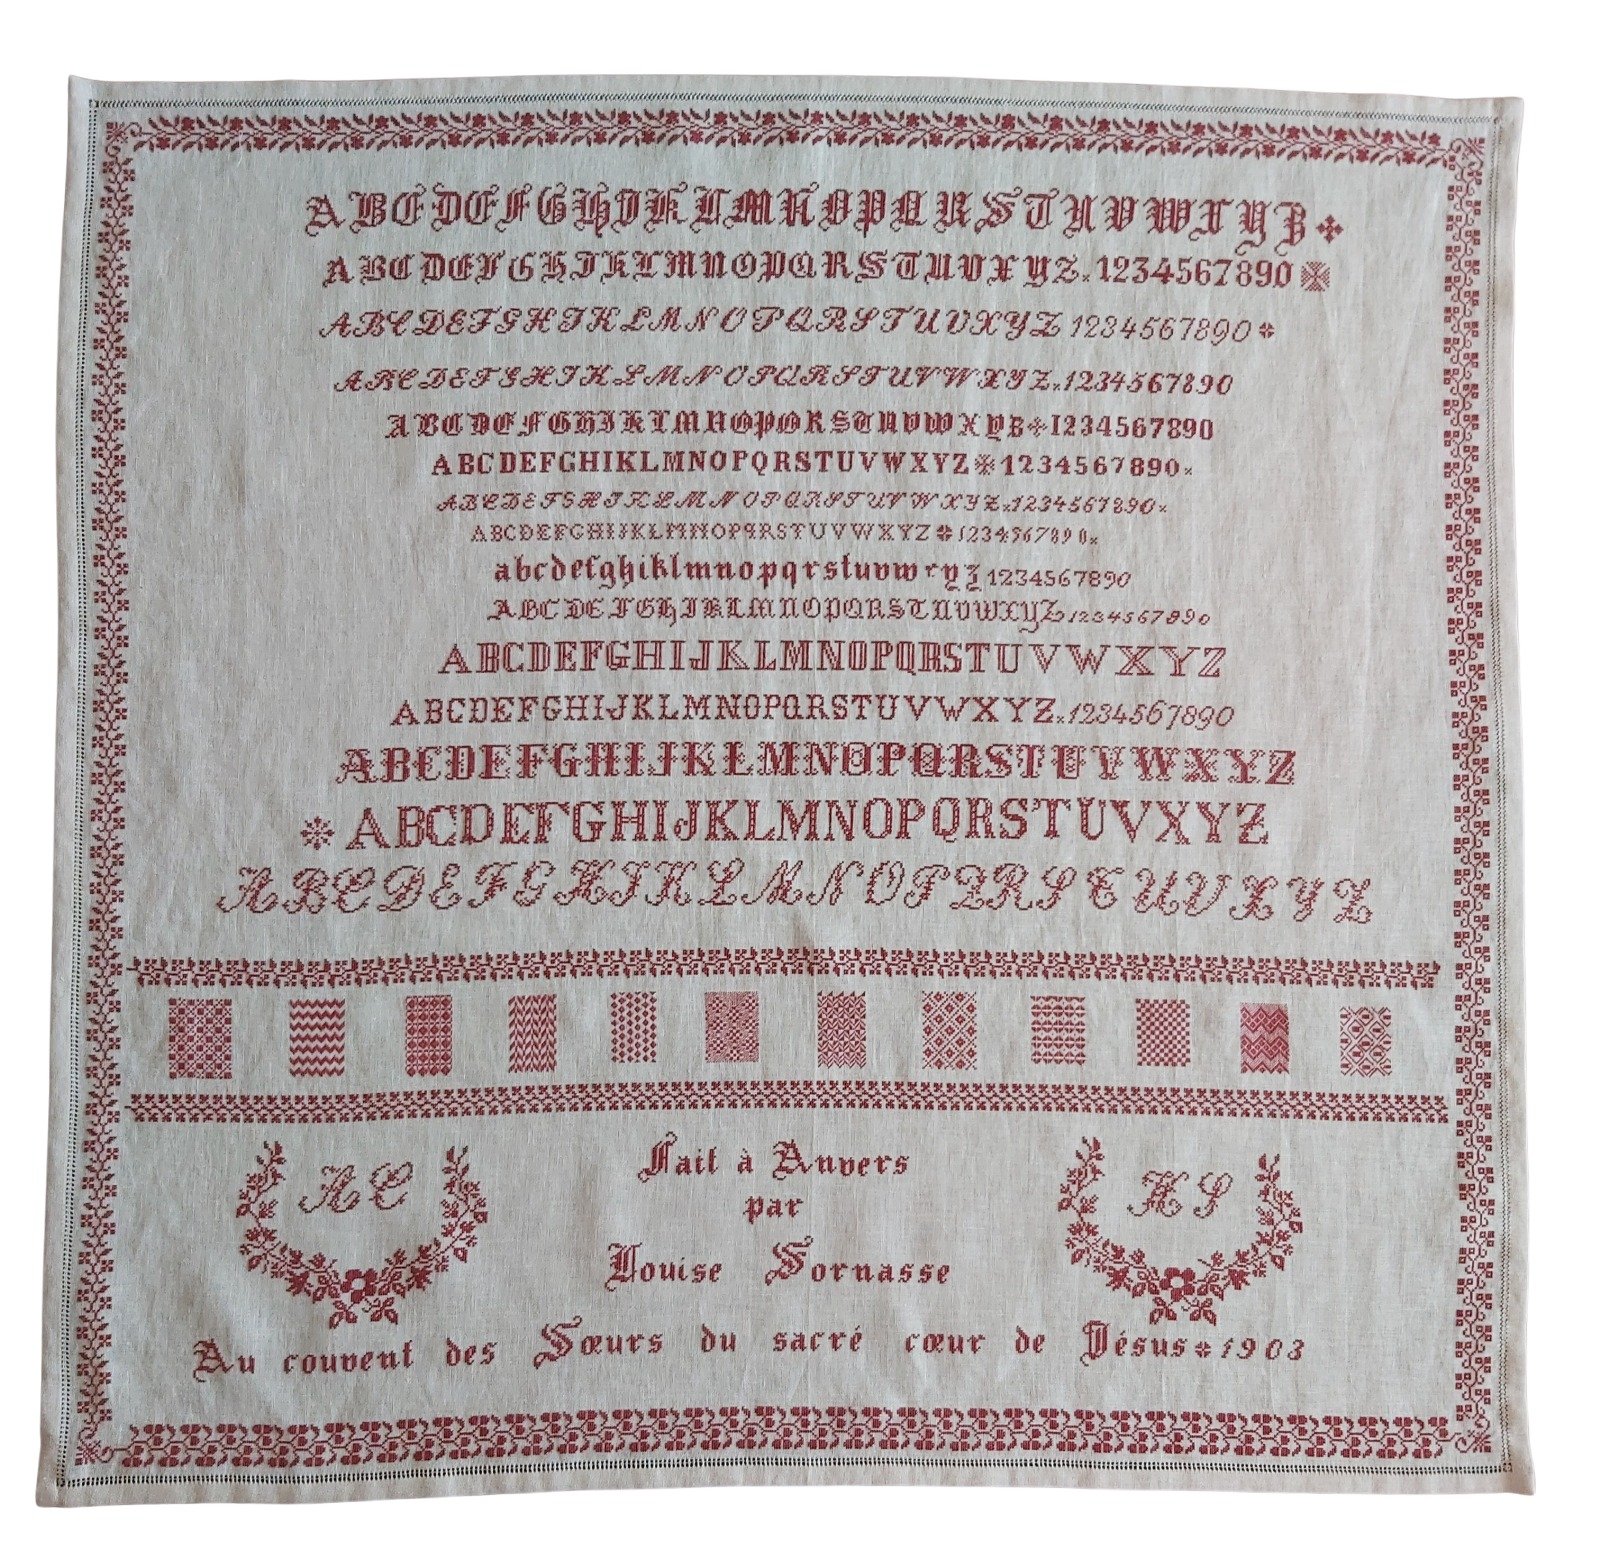 ABCDEFGHIKLMNOPQRSTUVWXYZ
ABCDEFGHIKLMNOPQRSTUVXYZ 1234567890
ABCDEFGHIKLMNOPQRSTUVXYZ 1234567890
ABCDEFGHIKLMNOPQRSTUVWXYZ 1234567890
ABCDEFGHIKLMNOPQRSTUVWXYZ 1234567890
ABCDEFGHIKLMNOPQRSTUVWXYZ 1234567890
ABCDEFGHIKLMNOPQRSTUVWXYZ 1234567890
ABCDEFGHIJKLMNOPQRSTUVWXYZ 1234567890
abcdefghiklmnopqrstuvwxyz 1234567890
ABCDEFGHIKLMNOPQRSTUVWXYZ 1234567890
ABCDEFGHIJKLMNOPQRSTUVWXYZ
ABCDEFGHIJKLMNOPQRSTUVWXYZ 1234567890
ABCDEFGHIJKLMNOPQRSTUVWXYZ
ABCDEFGHIJKLMNOPQRSTUVXYZ
ABCDEFGHIKLMNOPQRSTUVXYZ
AC
Fait à Anvers
par
Louise Sornasse
HS
Au couvent des Sœurs du sacré cœur de Jésus 1903